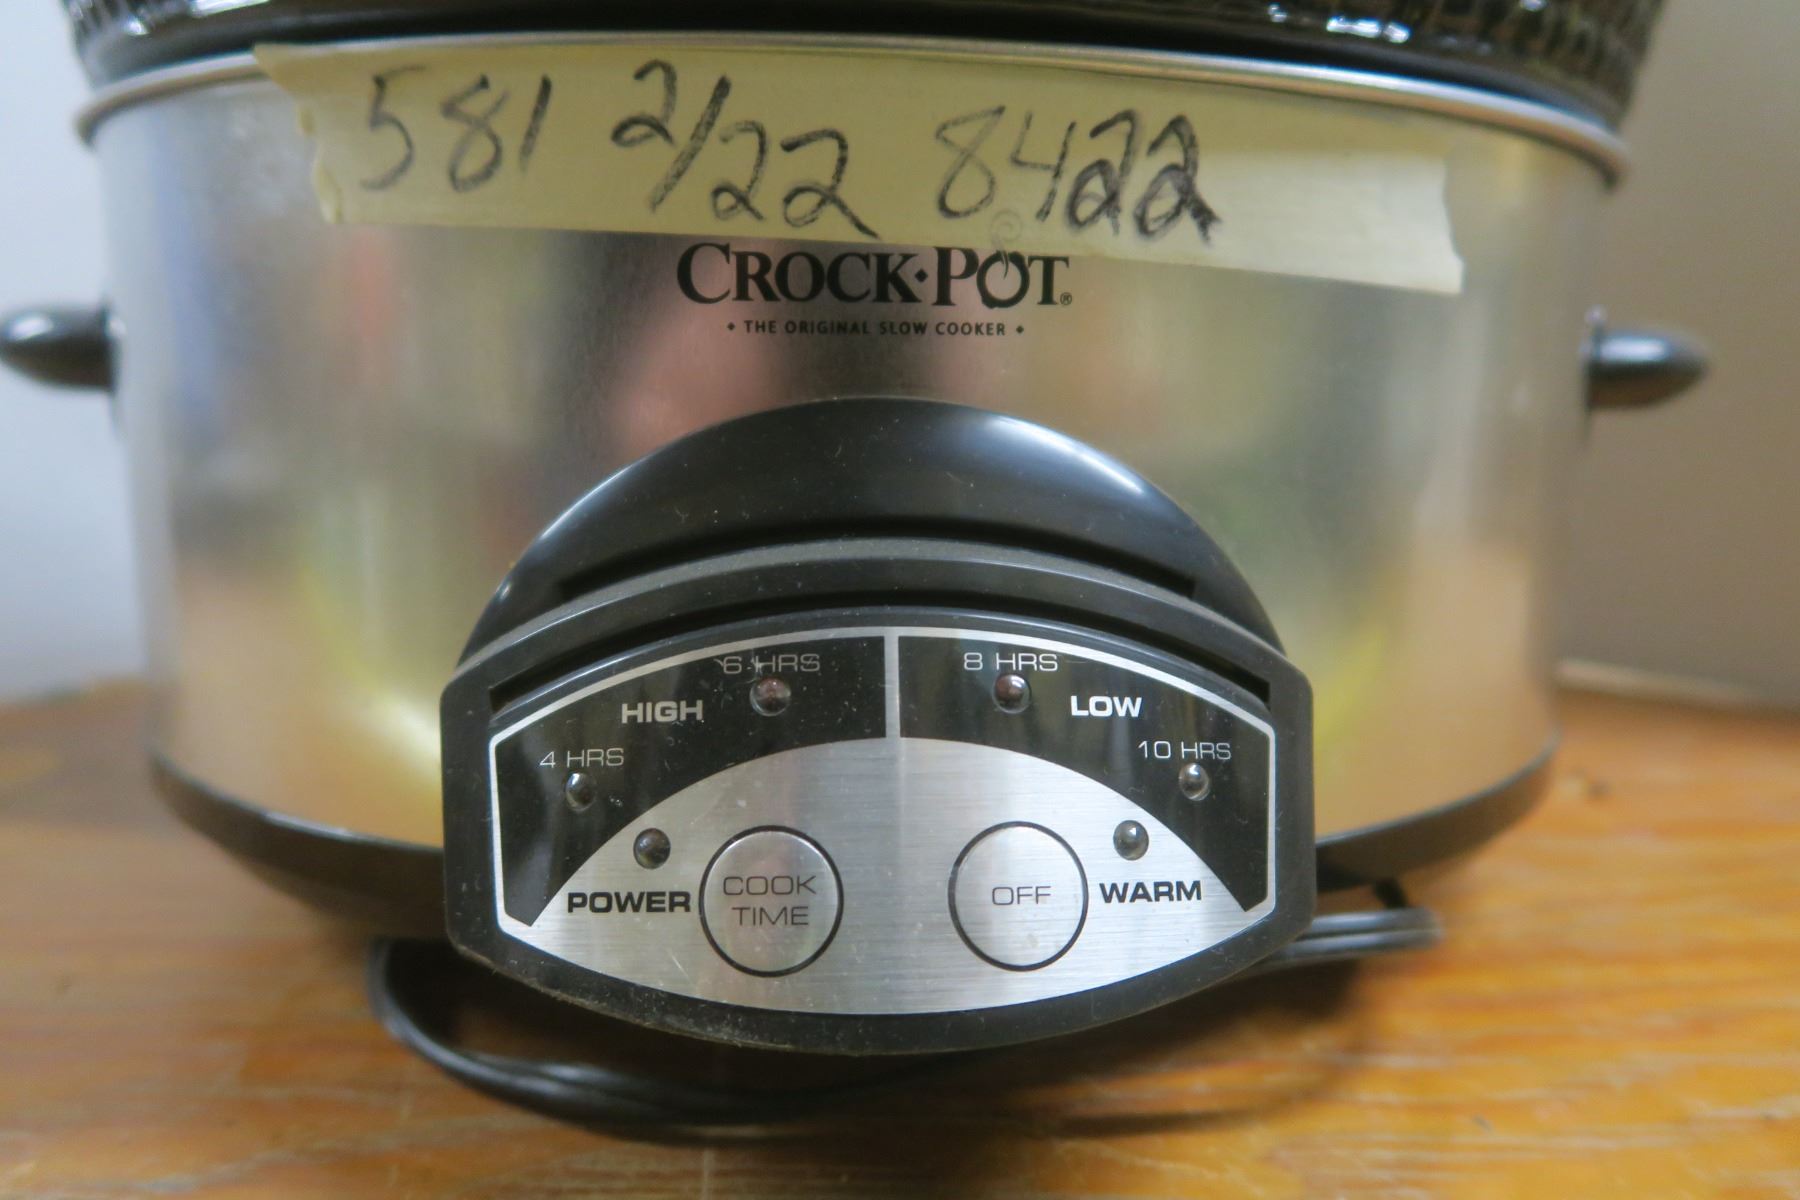 581 2/22 8422
CROCK·POT®
• THE ORIGINAL SLOW COOKER •
6 HRS 8 HRS
HIGH LOW
4 HRS 10 HRS
POWER COOK TIME OFF WARM